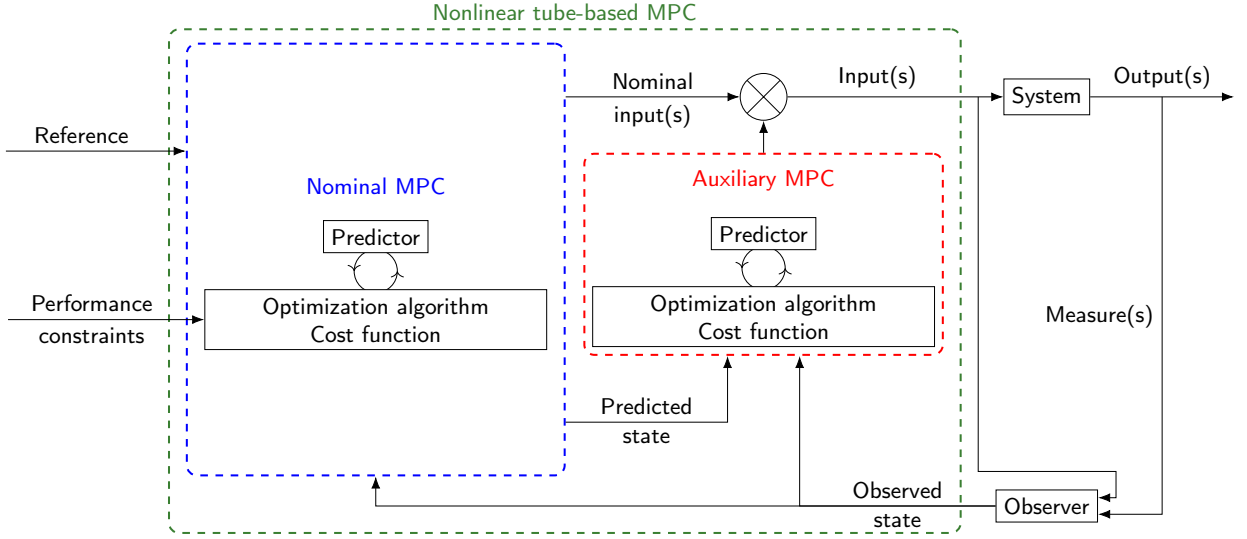 Nonlinear tube-based MPC
Nominal
input(s)
Input(s)
System
Output(s)
Reference
Nominal MPC
Auxiliary MPC
Predictor
Predictor
Optimization algorithm
Cost function
Optimization algorithm
Cost function
Performance
constraints
Measure(s)
Predicted
state
Observed
state
Observer